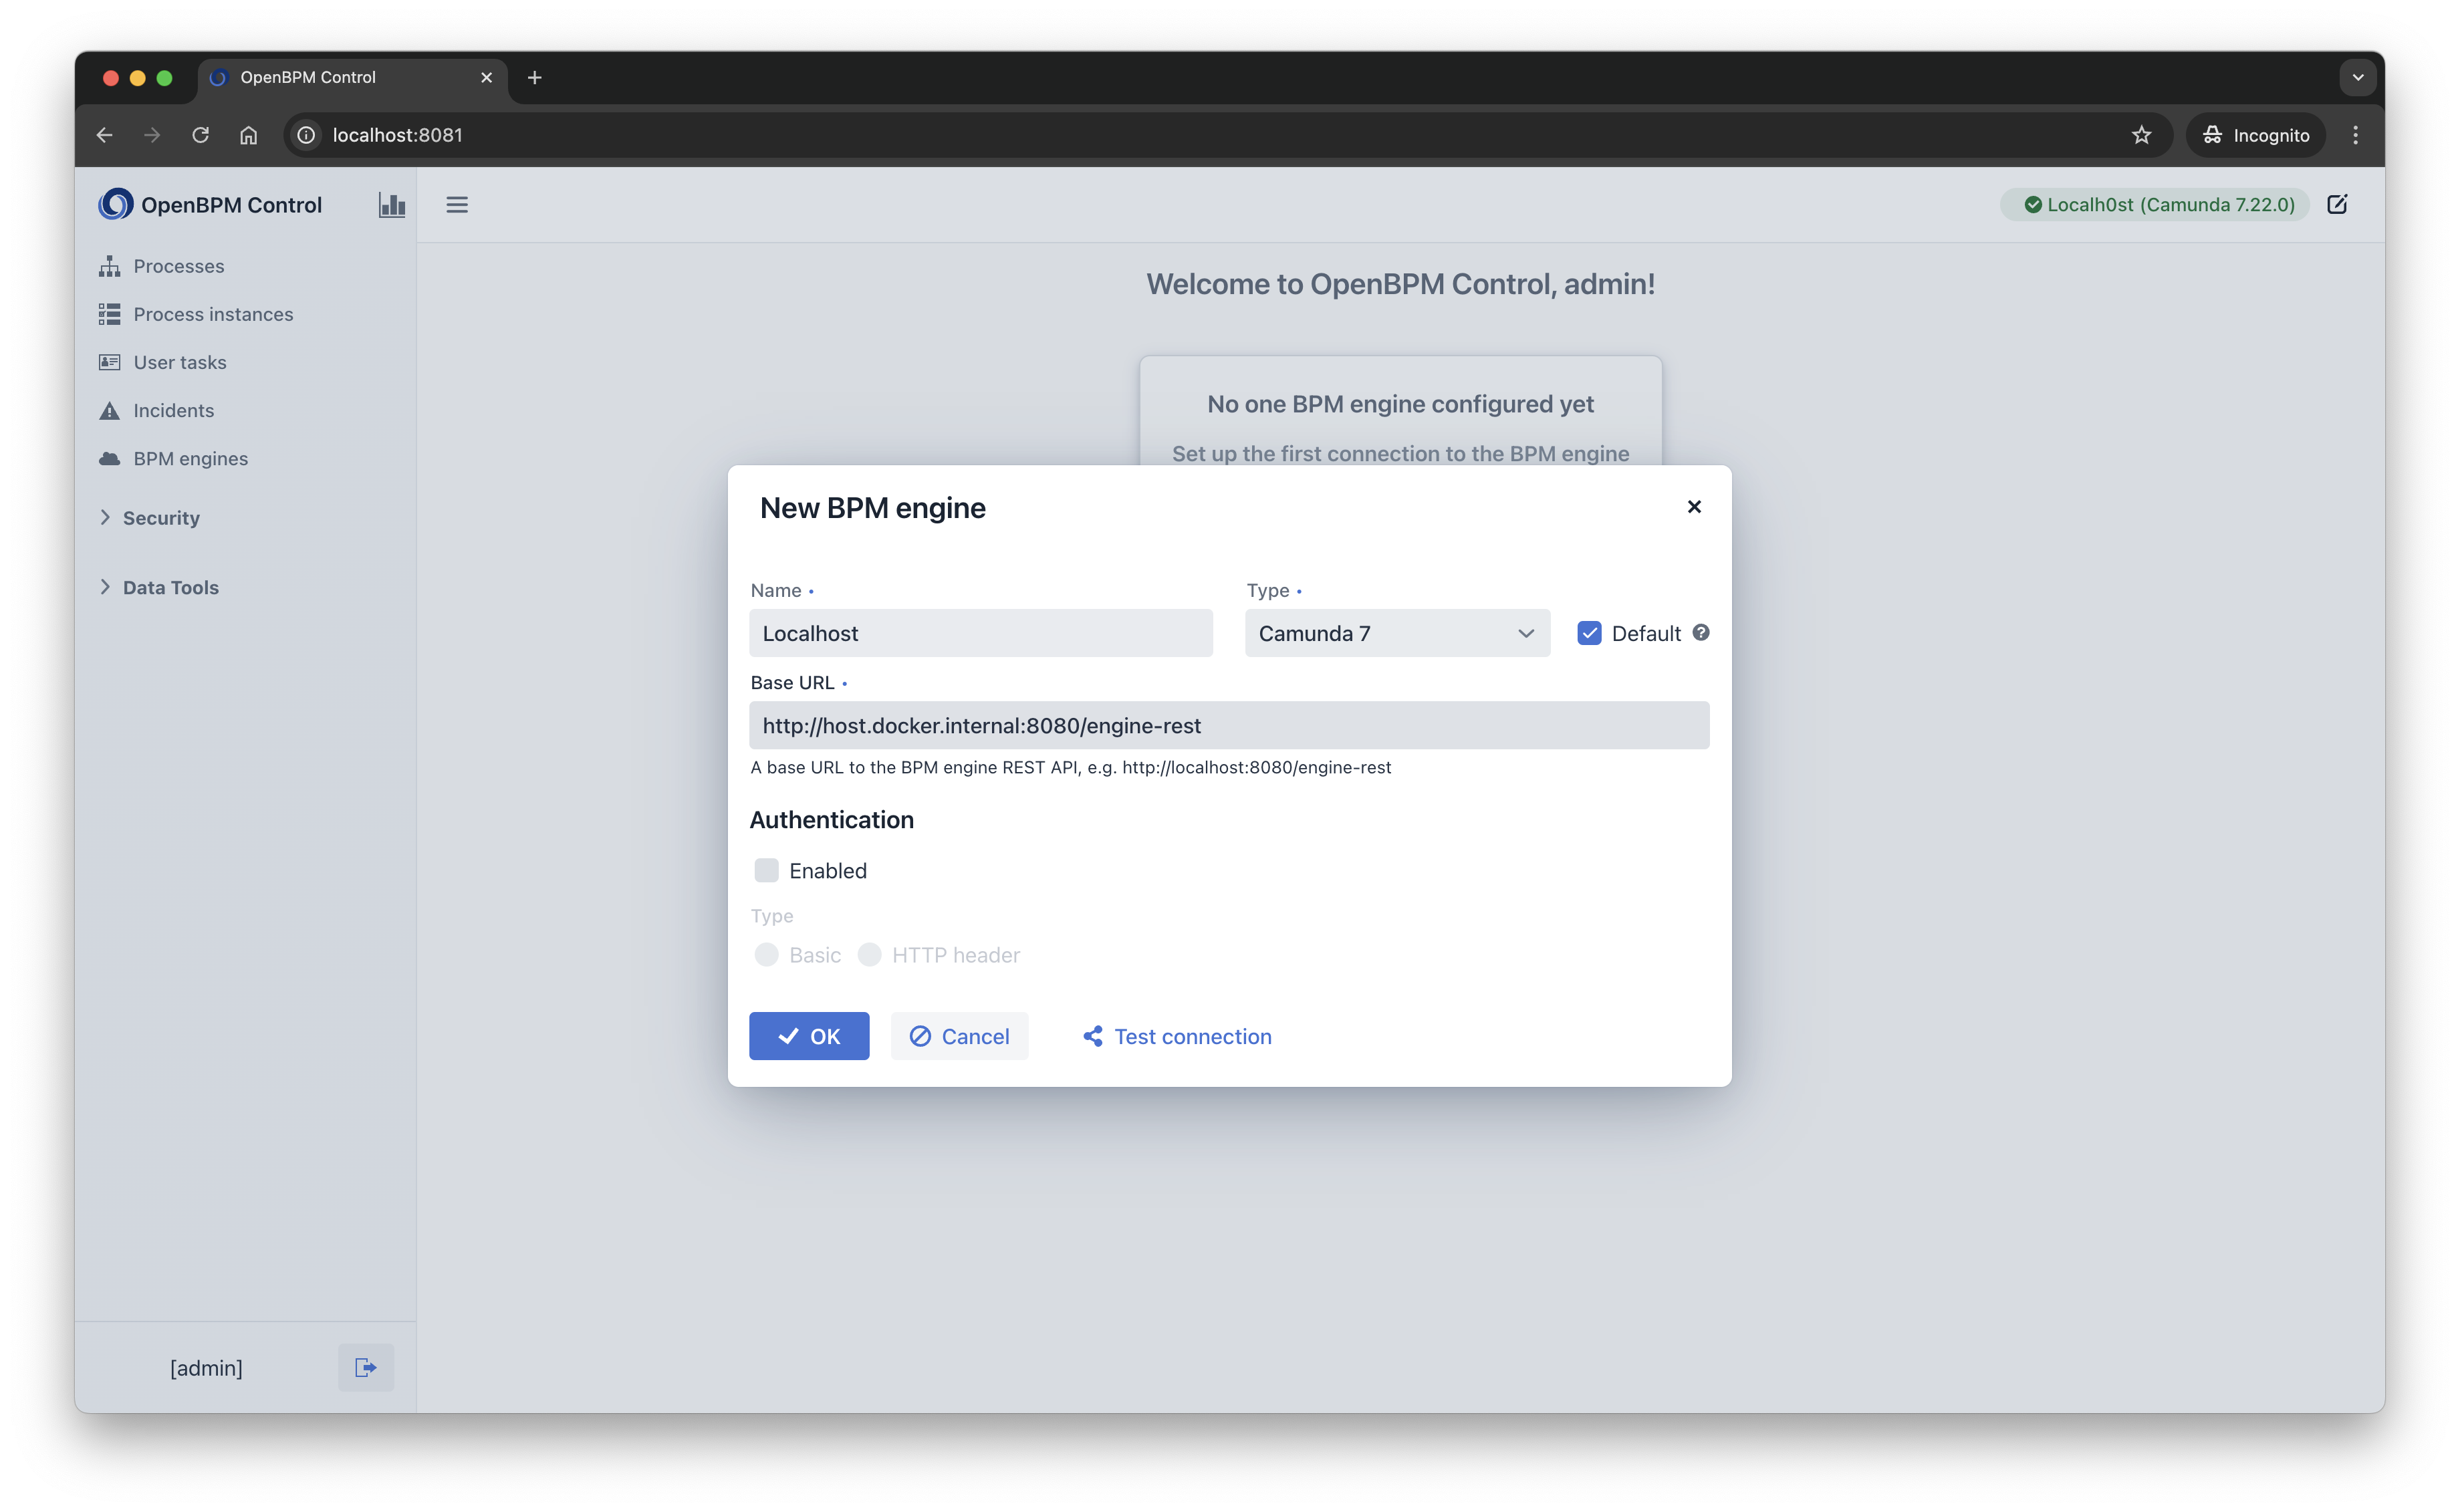 OpenBPM Control
localhost:8081
Incognito
OpenBPM Control
Localh0st (Camunda 7.22.0)
Processes
Process instances
User tasks
Incidents
BPM engines
Security
Data Tools
[admin]
Welcome to OpenBPM Control, admin!
No one BPM engine configured yet
Set up the first connection to the BPM engine
New BPM engine
Name •
Type •
Localhost
Camunda 7
Default
Base URL •
http://host.docker.internal:8080/engine-rest
A base URL to the BPM engine REST API, e.g. http://localhost:8080/engine-rest
Authentication
Enabled
Type
Basic
HTTP header
OK
Cancel
Test connection